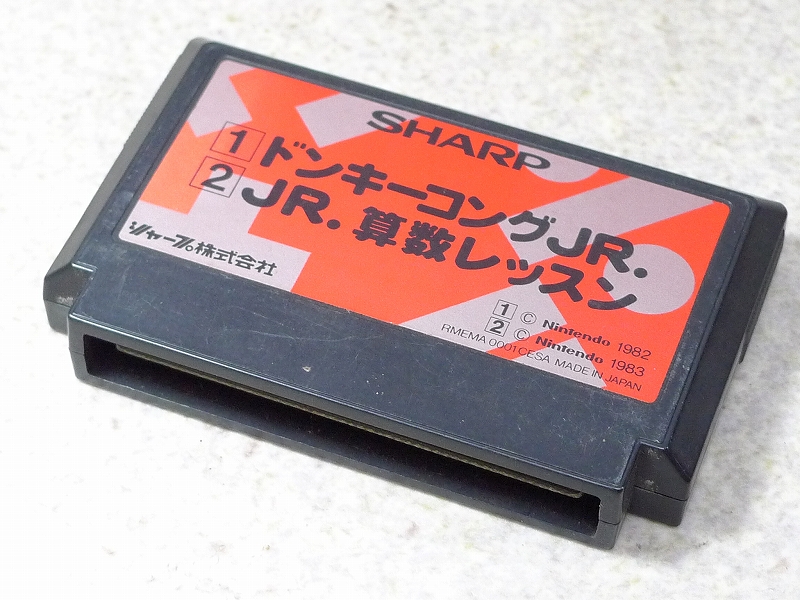 SHARP
1 ドンキーコングJR.
2 JR. 算数レッスン
シャープ株式会社
1 © Nintendo 1982
2 © Nintendo 1983
RMEMA 0001CESA MADE IN JAPAN